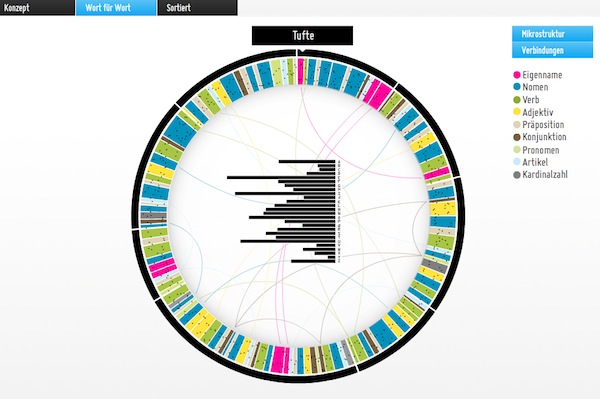 Konzept
Wort für Wort
Sortiert
Tufte
Mikrostruktur
Verbindungen
Eigenname
Nomen
Verb
Adjektiv
Präposition
Konjunktion
Pronomen
Artikel
Kardinalzahl